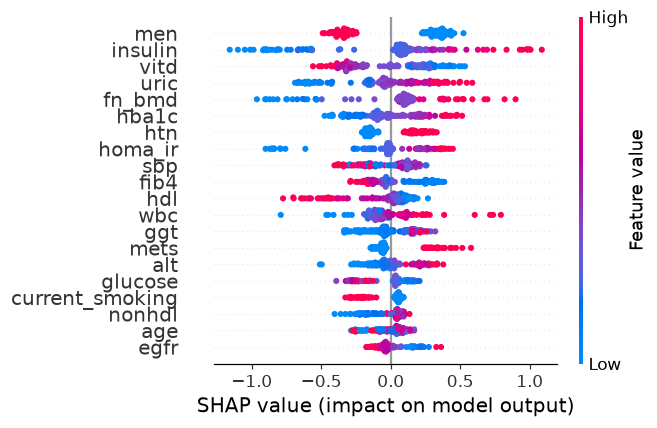 High
men
insulin
vitd
uric
fn_bmd
hba1c
htn
homa_ir
sbp
fib4
hdl
wbc
ggt
mets
alt
glucose
current_smoking
nonhdl
age
egfr
Low
Feature value
−1.0 −0.5 0.0 0.5 1.0
SHAP value (impact on model output)